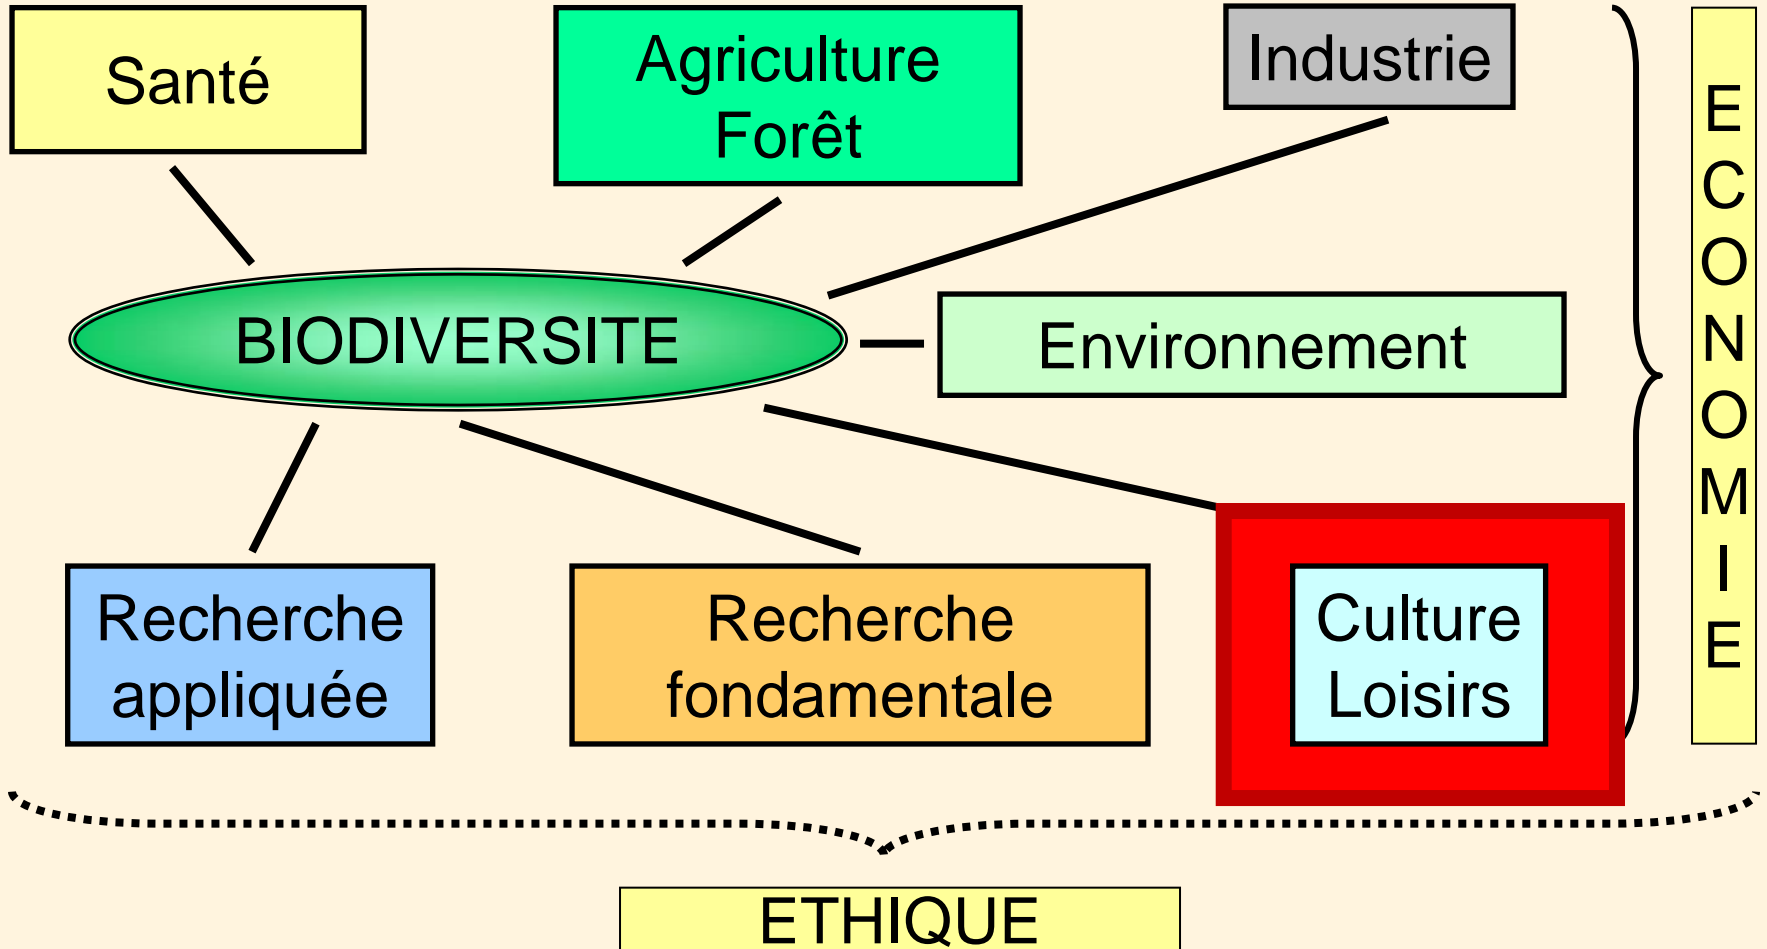 Santé
Agriculture
Forêt
Industrie
BIODIVERSITE
Environnement
Recherche
appliquée
Recherche
fondamentale
Culture
Loisirs
E
C
O
N
O
M
I
E
ETHIQUE